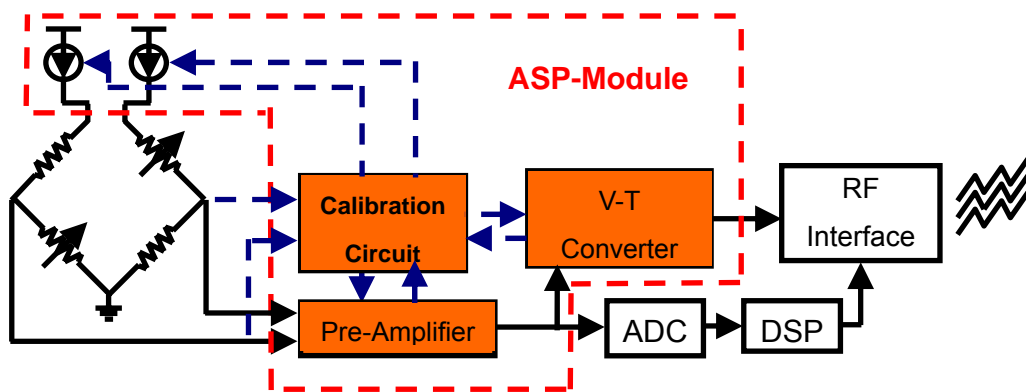 ASP-Module
Calibration
Circuit
V-T
Converter
RF
Interface
Pre-Amplifier
ADC
DSP